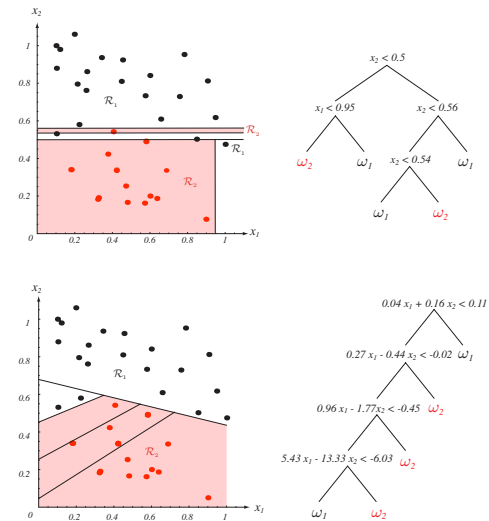 x₂
1
0.8
0.6
0.4
0.2
0
0.2
0.4
0.6
0.8
1
x₁
R₁
R₂
R₁
R₂
x₂ < 0.5
x₁ < 0.95
x₂ < 0.56
ω₂
ω₁
x₂ < 0.54
ω₁
ω₁
ω₂
x₂
1
0.8
0.6
0.4
0.2
0
0.2
0.4
0.6
0.8
1
x₁
R₁
R₂
0.04 x₁ + 0.16 x₂ < 0.11
0.27 x₁ - 0.44 x₂ < -0.02
ω₁
0.96 x₁ - 1.77x₂ < -0.45
ω₂
5.43 x₁ - 13.33 x₂ < -6.03
ω₂
ω₁
ω₂